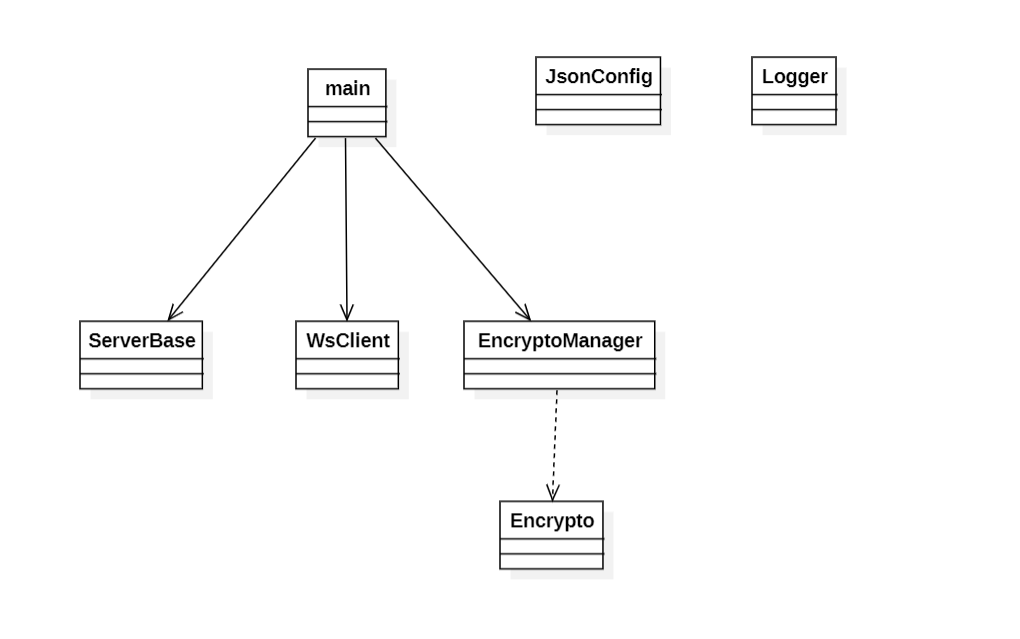 main
JsonConfig
Logger
ServerBase
WsClient
EncryptoManager
Encrypto